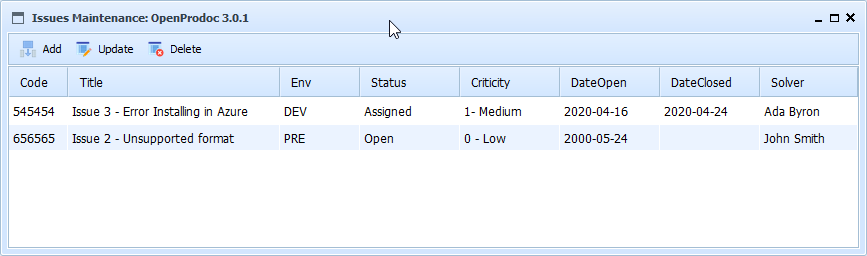 Issues Maintenance: OpenProdoc 3.0.1
Add Update Delete
Code Title Env Status Criticity DateOpen DateClosed Solver
545454 Issue 3 - Error Installing in Azure DEV Assigned 1- Medium 2020-04-16 2020-04-24 Ada Byron
656565 Issue 2 - Unsupported format PRE Open 0 - Low 2000-05-24 John Smith